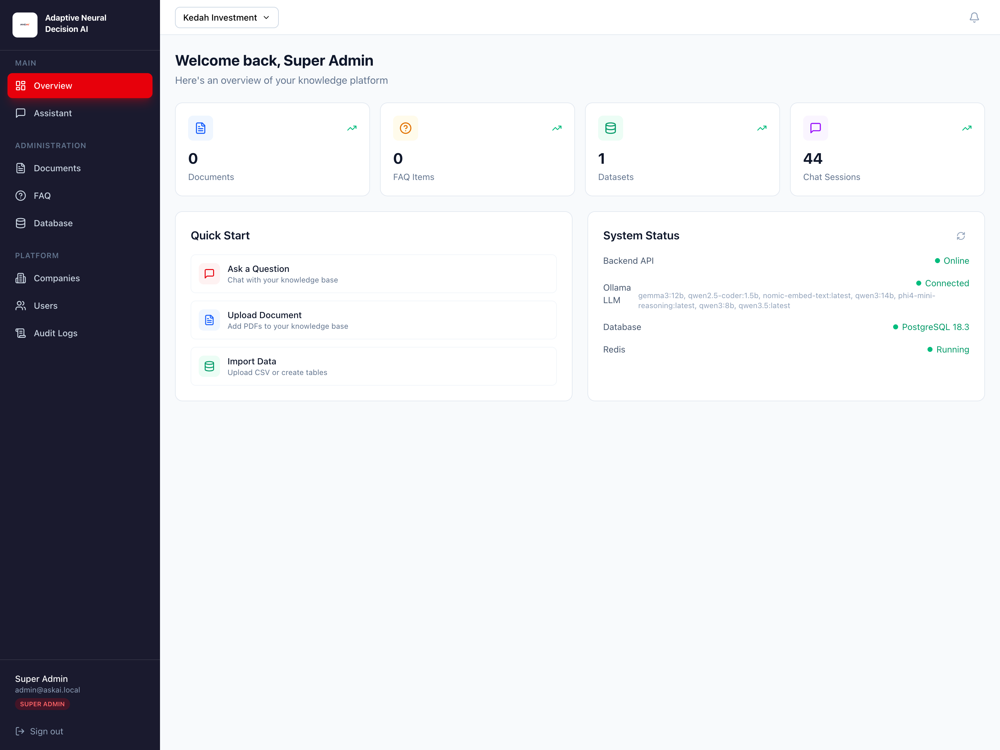 ANDAI
Adaptive Neural
Decision AI
MAIN
Overview
Assistant
ADMINISTRATION
Documents
FAQ
Database
PLATFORM
Companies
Users
Audit Logs
Super Admin
admin@askai.local
SUPER ADMIN
Sign out
Kedah Investment
Welcome back, Super Admin
Here's an overview of your knowledge platform
0
Documents
0
FAQ Items
1
Datasets
44
Chat Sessions
Quick Start
Ask a Question
Chat with your knowledge base
Upload Document
Add PDFs to your knowledge base
Import Data
Upload CSV or create tables
System Status
Backend API
Online
Ollama
LLM
Connected
gemma3:12b, qwen2.5-coder:1.5b, nomic-embed-text:latest, qwen3:14b, phi4-mini-
reasoning:latest, qwen3:8b, qwen3.5:latest
Database
PostgreSQL 18.3
Redis
Running